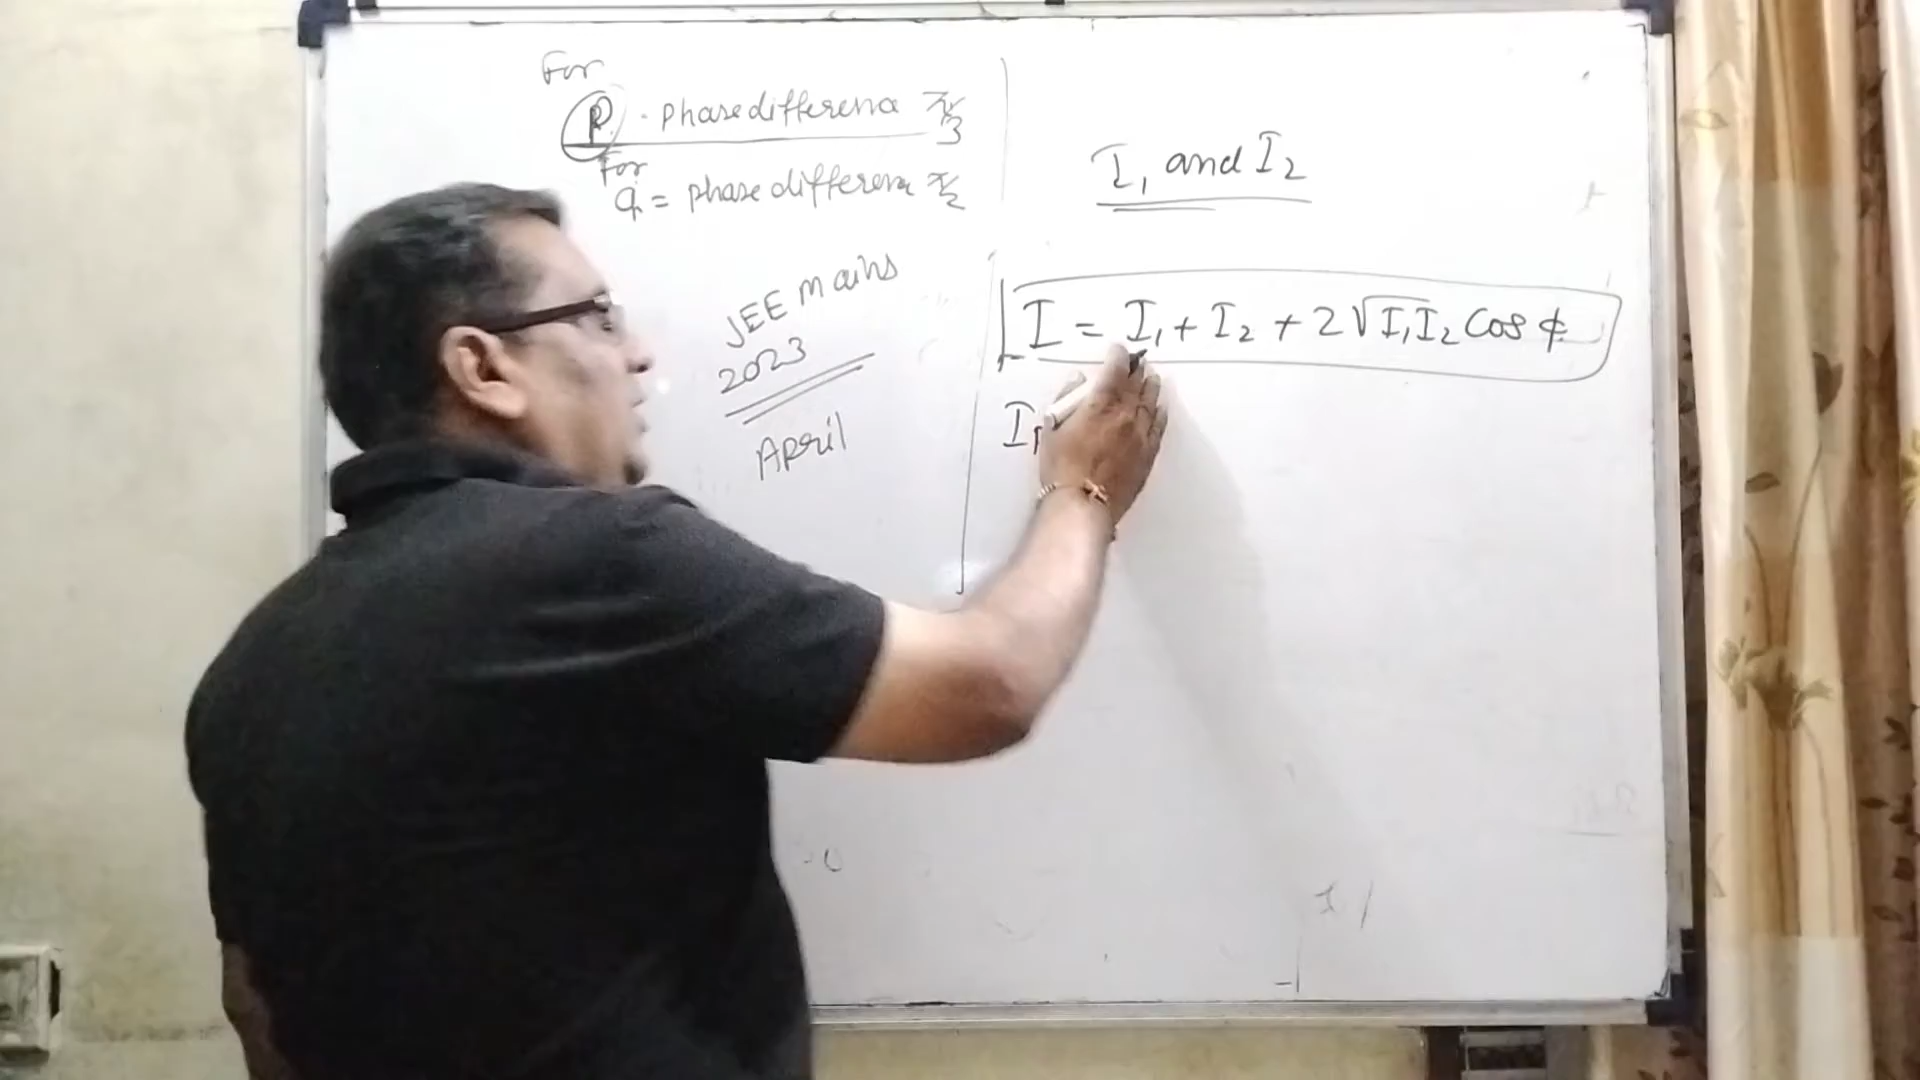 For
P. - Phase difference π/3
For
q = phase difference π/2
JEE mains
2023
April
I₁ and I₂
I = I₁ + I₂ + 2√I₁I₂ Cos φ
I